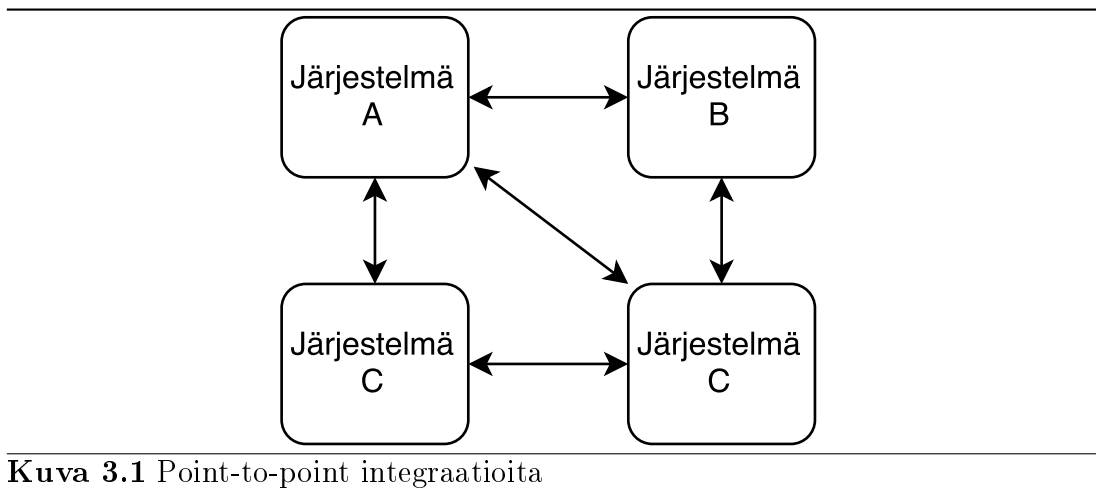 Järjestelmä
A
Järjestelmä
B
Järjestelmä
C
Järjestelmä
C
Kuva 3.1 Point-to-point integraatioita